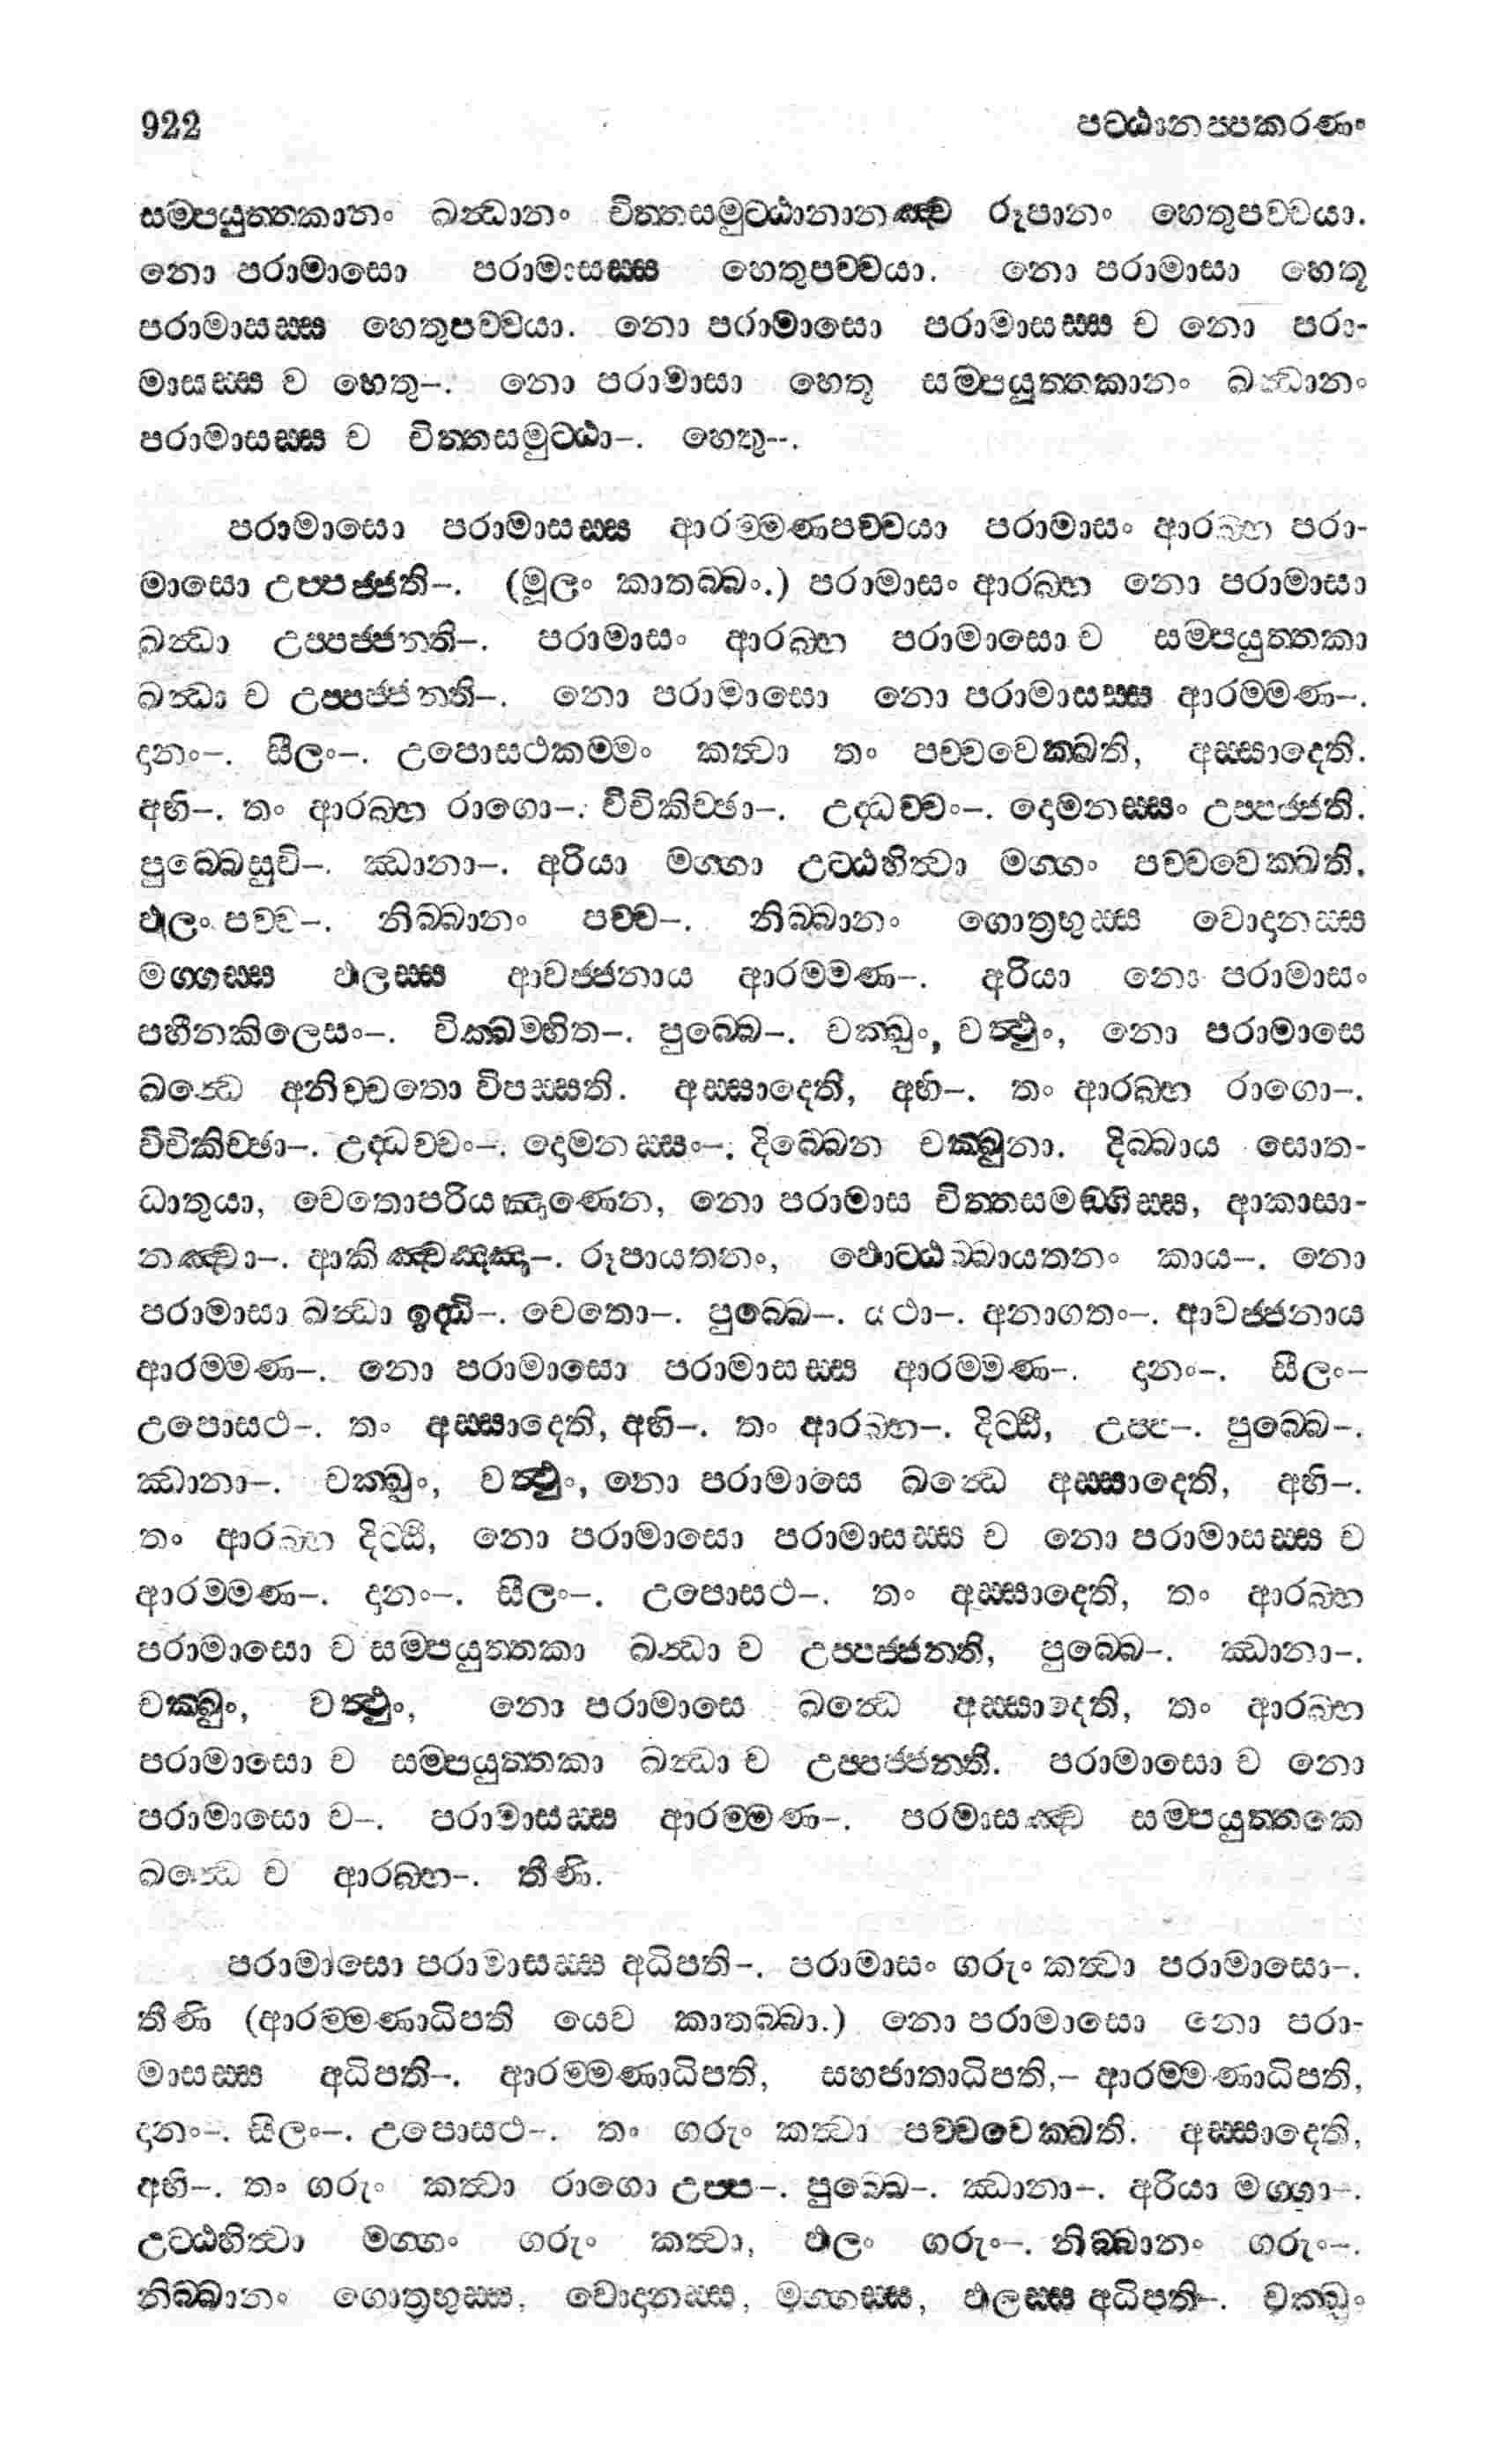 922 පට්ඨානප්පකරණං
සම්පයුත්තකානං ඛන්ධානං චිත්තසමුට්ඨානානඤ්ච රූපානං හෙතුපච්චයා.
නො පරාමාසො පරාමාසස්ස හෙතුපච්චයා. නො පරාමාසා හෙතූ
පරාමාසස්ස හෙතුපච්චයා. නො පරාමාසො පරාමාසස්ස ච නො පරා-
මාසස්ස ච හෙතු–. නො පරාමාසා හෙතූ සම්පයුත්තකානං ඛන්ධානං
පරාමාසස්ස ච චිත්තසමුට්ඨා–. හෙතු–.
පරාමාසො පරාමාසස්ස ආරම්මණපච්චයා පරාමාසං ආරබ්භ පරා-
මාසො උප්පජ්ජති–. (මූලං කාතබ්බං.) පරාමාසං ආරබ්භ නො පරාමාසා
ඛන්ධා උප්පජ්ජන්ති–. පරාමාසං ආරබ්භ පරාමාසො ච සම්පයුත්තකා
ඛන්ධා ච උප්පජ්ජන්ති–. නො පරාමාසො නො පරාමාසස්ස ආරම්මණ–.
දානං–. සීලං–. උපොසථකම්මං කත්වා තං පච්චවෙක්ඛති, අස්සාදෙති.
අභි–. තං ආරබ්භ රාගො–. විචිකිච්ඡා–. උද්ධච්චං–. දොමනස්සං උප්පජ්ජති.
පුබ්බෙසුචි–. ඣානා–. අරියා මග්ගා උට්ඨහිත්වා මග්ගං පච්චවෙක්ඛති.
ඵලං පච්ච–. නිබ්බානං පච්ච–. නිබ්බානං ගොත්‍රභුස්ස වොදානස්ස
මග්ගස්ස ඵලස්ස ආවජ්ජනාය ආරම්මණ–. අරියා නො පරාමාසං
පහීනකිලෙසං–. වික්ඛම්භිත–. පුබ්බෙ–. චක්ඛුං, වත්ථුං, නො පරාමාසෙ
ඛන්ධෙ අනිච්චතො විපස්සති. අස්සාදෙති, අභි–. තං ආරබ්භ රාගො–.
විචිකිච්ඡා–. උද්ධච්චං–. දොමනස්සං–. දිබ්බෙන චක්ඛුනා. දිබ්බාය සොත-
ධාතුයා, චෙතොපරියඤාණෙන, නො පරාමාස චිත්තසමඞ්ගිස්ස, ආකාසා-
නඤ්චා–. ආකිඤ්චඤ්ඤ–. රූපායතනං, ඵොට්ඨබ්බායතනං කාය–. නො
පරාමාසා ඛන්ධා ඉද්ධි–. චෙතො–. පුබ්බෙ–. යථා–. අනාගතං–. ආවජ්ජනාය
ආරම්මණ–. නො පරාමාසො පරාමාසස්ස ආරම්මණ–. දානං–. සීලං–
උපොසථ–. තං අස්සාදෙති, අභි–. තං ආරබ්භ–. දිට්ඨි, උප්ප–. පුබ්බෙ–.
ඣානා–. චක්ඛුං, වත්ථුං, නො පරාමාසෙ ඛන්ධෙ අස්සාදෙති, අභි–.
තං ආරබ්භ දිට්ඨි, නො පරාමාසො පරාමාසස්ස ච නො පරාමාසස්ස ච
ආරම්මණ–. දානං–. සීලං–. උපොසථ–. තං අස්සාදෙති, තං ආරබ්භ
පරාමාසො ච සම්පයුත්තකා ඛන්ධා ච උප්පජ්ජන්ති, පුබ්බෙ–. ඣානා–.
චක්ඛුං, වත්ථුං, නො පරාමාසෙ ඛන්ධෙ අස්සාදෙති, තං ආරබ්භ
පරාමාසො ච සම්පයුත්තකා ඛන්ධා ච උප්පජ්ජන්ති. පරාමාසො ච නො
පරාමාසො ච–. පරාමාසස්ස ආරම්මණ–. පරමාසඤ්ච සම්පයුත්තකෙ
ඛන්ධෙ ච ආරබ්භ–. තීණි.
පරාමාසො පරාමාසස්ස අධිපති–. පරාමාසං ගරුං කත්වා පරාමාසො–.
තීණි (ආරම්මණාධිපති යෙව කාතබ්බා.) නො පරාමාසො නො පරා-
මාසස්ස අධිපති–. ආරම්මණාධිපති, සහජාතාධිපති,– ආරම්මණාධිපති,
දානං–. සීලං–. උපොසථ–. තං ගරුං කත්වා පච්චවෙක්ඛති. අස්සාදෙති,
අභි–. තං ගරුං කත්වා රාගො උප්ප–. පුබ්බෙ–. ඣානා–. අරියා මග්ගා–.
උට්ඨහිත්වා මග්ගං ගරුං කත්වා, ඵලං ගරුං–. නිබ්බානං ගරුං–.
නිබ්බානං ගොත්‍රභුස්ස, වොදානස්ස, මග්ගස්ස, ඵලස්ස අධිපති–. චක්ඛුං